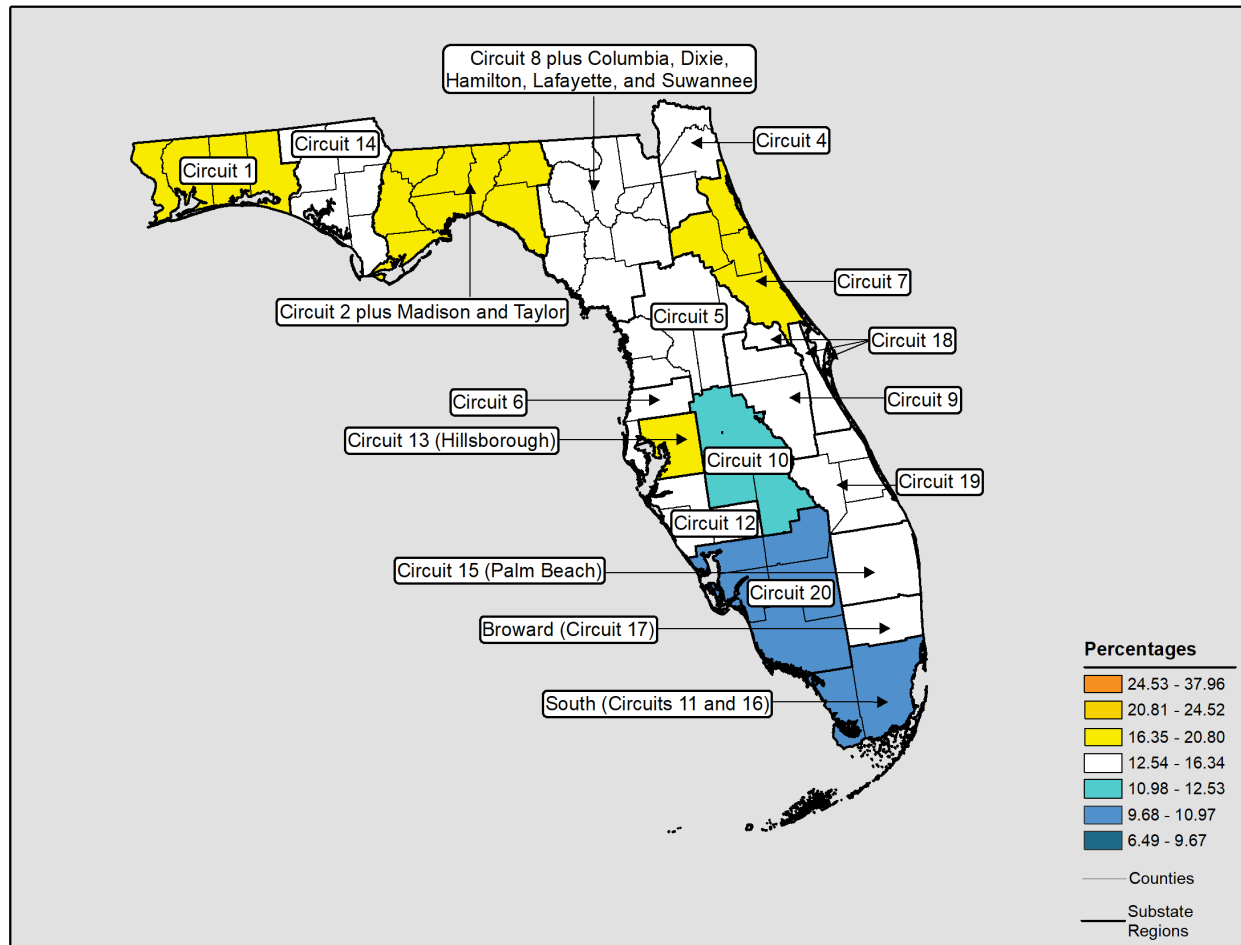 Circuit 8 plus Columbia, Dixie,
Hamilton, Lafayette, and Suwannee
Circuit 14
Circuit 4
Circuit 1
Circuit 7
Circuit 2 plus Madison and Taylor
Circuit 5
Circuit 18
Circuit 6
Circuit 9
Circuit 13 (Hillsborough)
Circuit 10
Circuit 19
Circuit 12
Circuit 15 (Palm Beach)
Circuit 20
Broward (Circuit 17)
South (Circuits 11 and 16)
Percentages
24.53 - 37.96
20.81 - 24.52
16.35 - 20.80
12.54 - 16.34
10.98 - 12.53
9.68 - 10.97
6.49 - 9.67
Counties
Substate
Regions